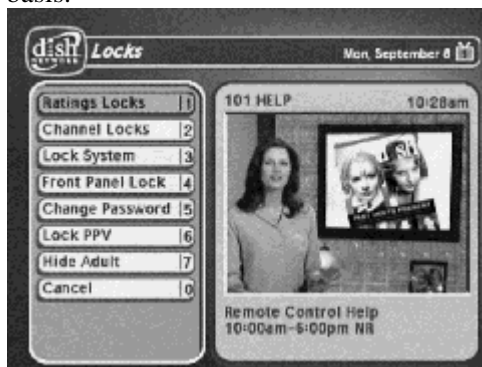 basis.
dish
NETWORK
Locks
Mon, September 8
Ratings Locks 1
Channel Locks 2
Lock System 3
Front Panel Lock 4
Change Password 5
Lock PPV 6
Hide Adult 7
Cancel 0
101 HELP 10:28am
Remote Control Help
10:00am-6:00pm NR